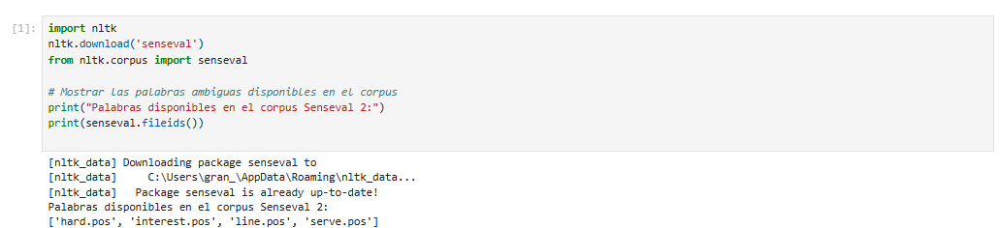 [1]: import nltk
nltk.download('senseval')
from nltk.corpus import senseval
# Mostrar las palabras ambiguas disponibles en el corpus
print("Palabras disponibles en el corpus Senseval 2:")
print(senseval.fileids())
[nltk_data] Downloading package senseval to
[nltk_data]     C:\Users\gran_\AppData\Roaming\nltk_data...
[nltk_data]   Package senseval is already up-to-date!
Palabras disponibles en el corpus Senseval 2:
['hard.pos', 'interest.pos', 'line.pos', 'serve.pos']